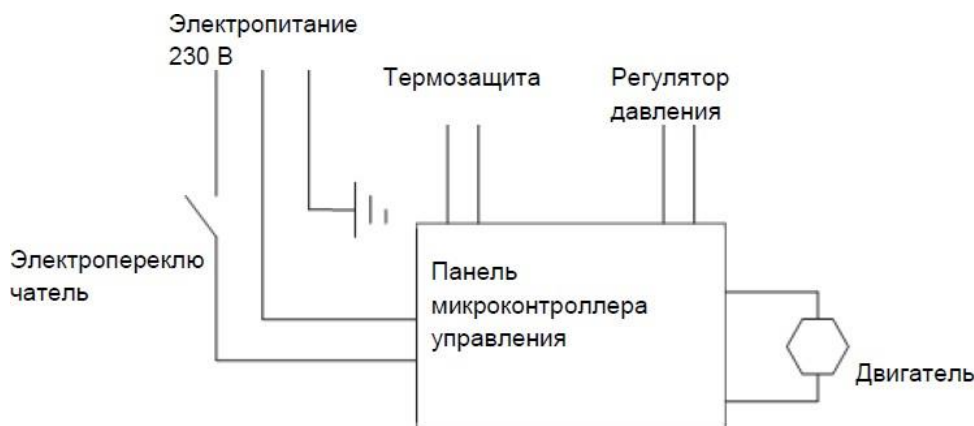 Электропитание
230 В
Термозащита
Регулятор
давления
Электропереклю
чатель
Панель
микроконтроллера
управления
Двигатель